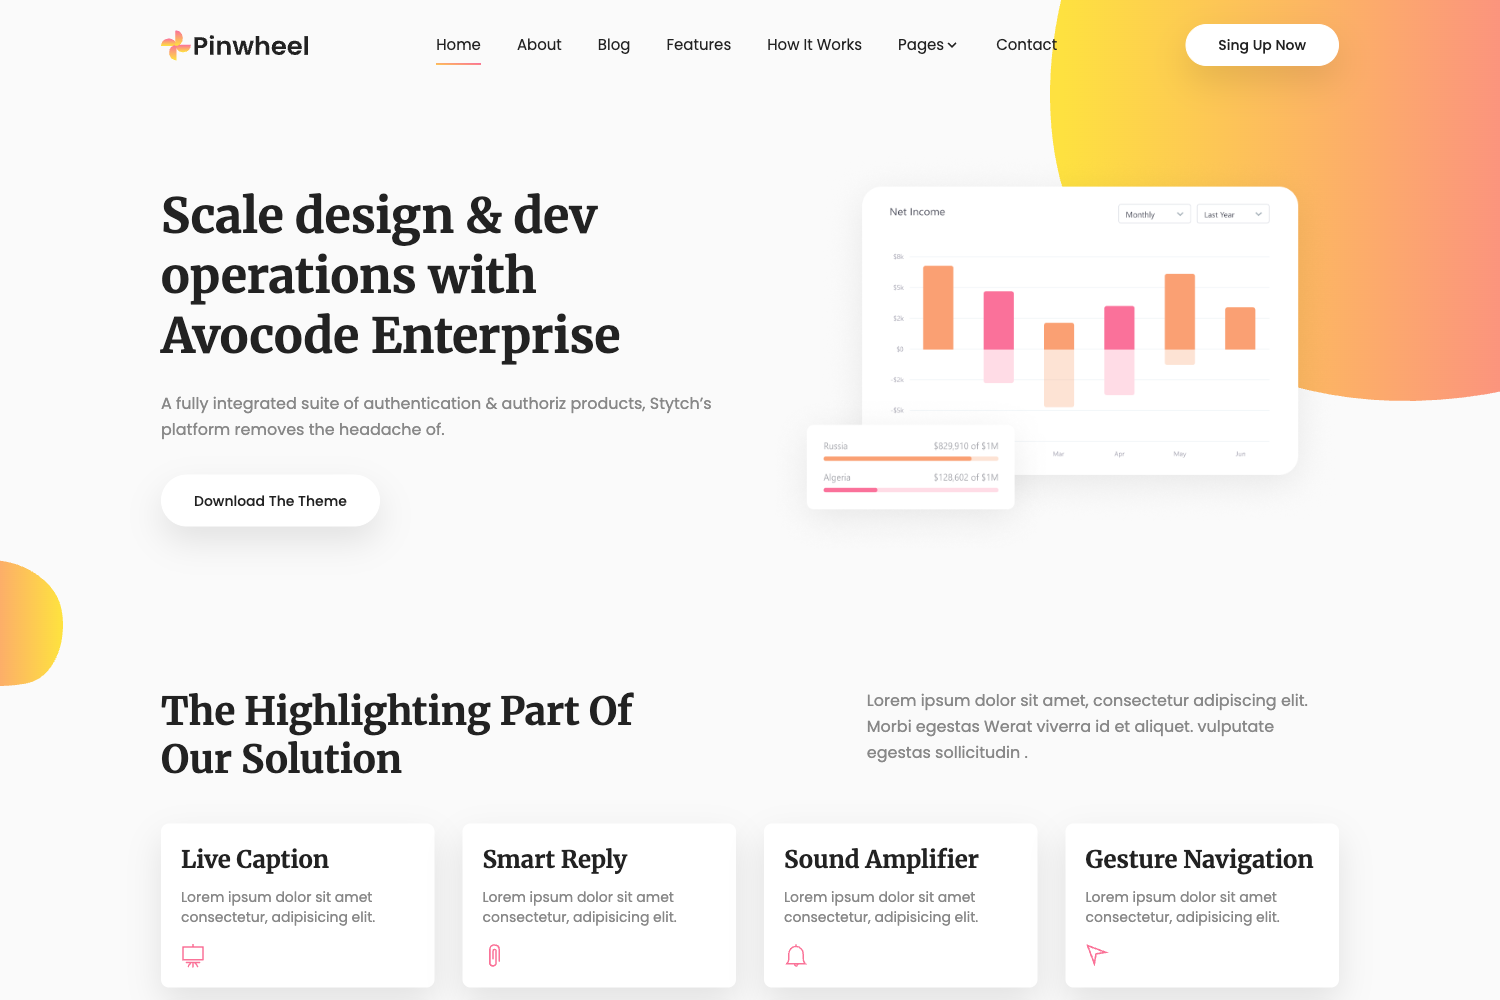 Pinwheel
Home About Blog Features How It Works Pages Contact
Sing Up Now
Scale design & dev
operations with
Avocode Enterprise
A fully integrated suite of authentication & authoriz products, Stytch's
platform removes the headache of.
Download The Theme
Net Income
Monthly
Last Year
$8k
$5k
$2k
$0
-$2k
-$5k
Mar Apr May Jun
Russia $829,910 of $1M
Algeria $128,602 of $1M
The Highlighting Part Of
Our Solution
Lorem ipsum dolor sit amet, consectetur adipiscing elit.
Morbi egestas Werat viverra id et aliquet. vulputate
egestas sollicitudin .
Live Caption
Lorem ipsum dolor sit amet
consectetur, adipisicing elit.
Smart Reply
Lorem ipsum dolor sit amet
consectetur, adipisicing elit.
Sound Amplifier
Lorem ipsum dolor sit amet
consectetur, adipisicing elit.
Gesture Navigation
Lorem ipsum dolor sit amet
consectetur, adipisicing elit.